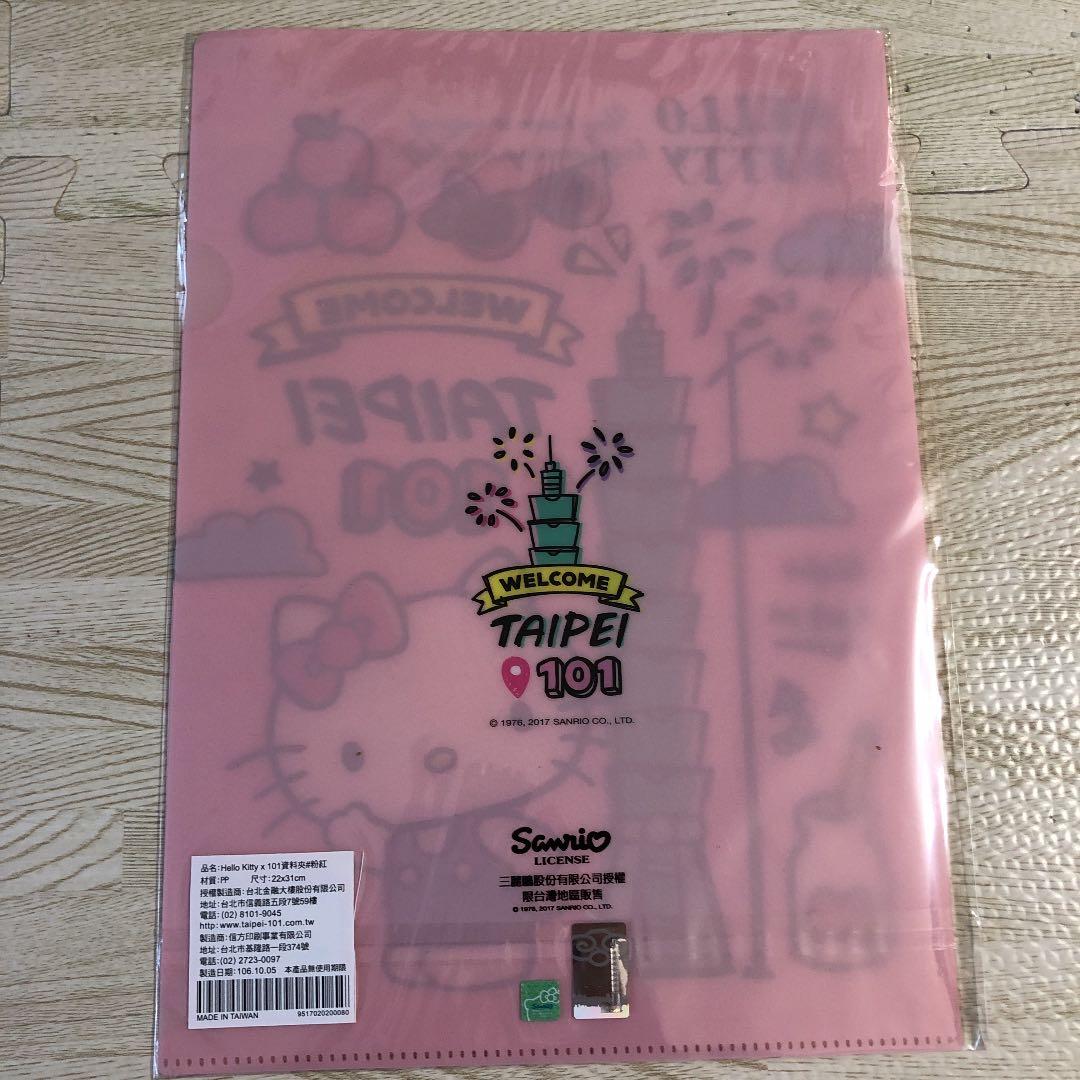 HELLO
KITTY
WELCOME
TAIPEI
101
WELCOME
TAIPEI
101
© 1976, 2017 SANRIO CO., LTD.
Sanrio
LICENSE
三麗鷗股份有限公司授權
限台灣地區販售
© 1976, 2017 SANRIO CO., LTD.
品名:Hello Kitty x 101資料夾#粉紅
材質:PP 尺寸:22x31cm
授權製造商:台北金融大樓股份有限公司
地址:台北市信義路五段7號59樓
電話:(02) 8101-9045
http:www.taipei-101.com.tw
製造商:信方印刷事業有限公司
地址:台北市基隆路一段374號
電話:(02) 2723-0097
製造日期:106.10.05 本產品無使用期限
MADE IN TAIWAN 9517020200080